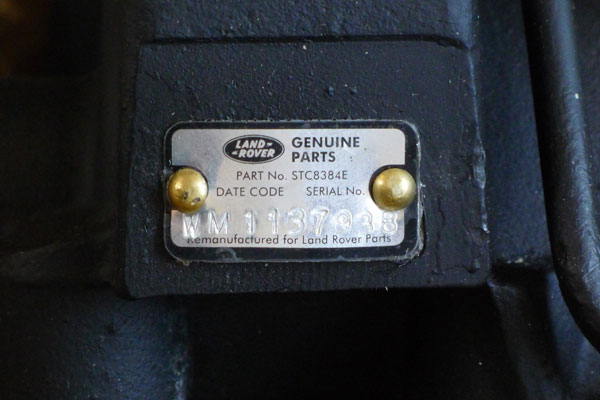 LAND-
-ROVER
GENUINE
PARTS
PART No. STC8384E
DATE CODE SERIAL No.
WM 1137938
Remanufactured for Land Rover Parts